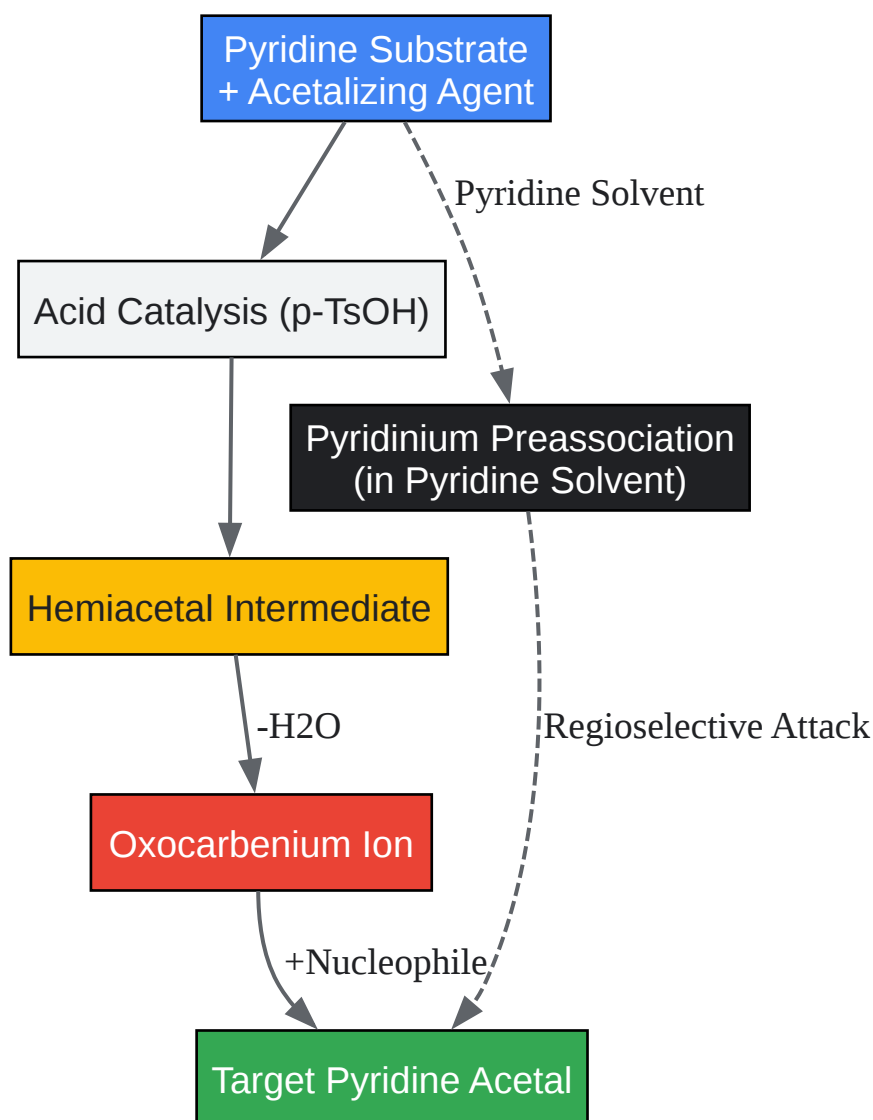 Pyridine Substrate
+ Acetalizing Agent
Pyridine Solvent
Acid Catalysis (p-TsOH)
Pyridinium Preassociation
(in Pyridine Solvent)
Hemiacetal Intermediate
-H2O
Regioselective Attack
Oxocarbenium Ion
+Nucleophile
Target Pyridine Acetal